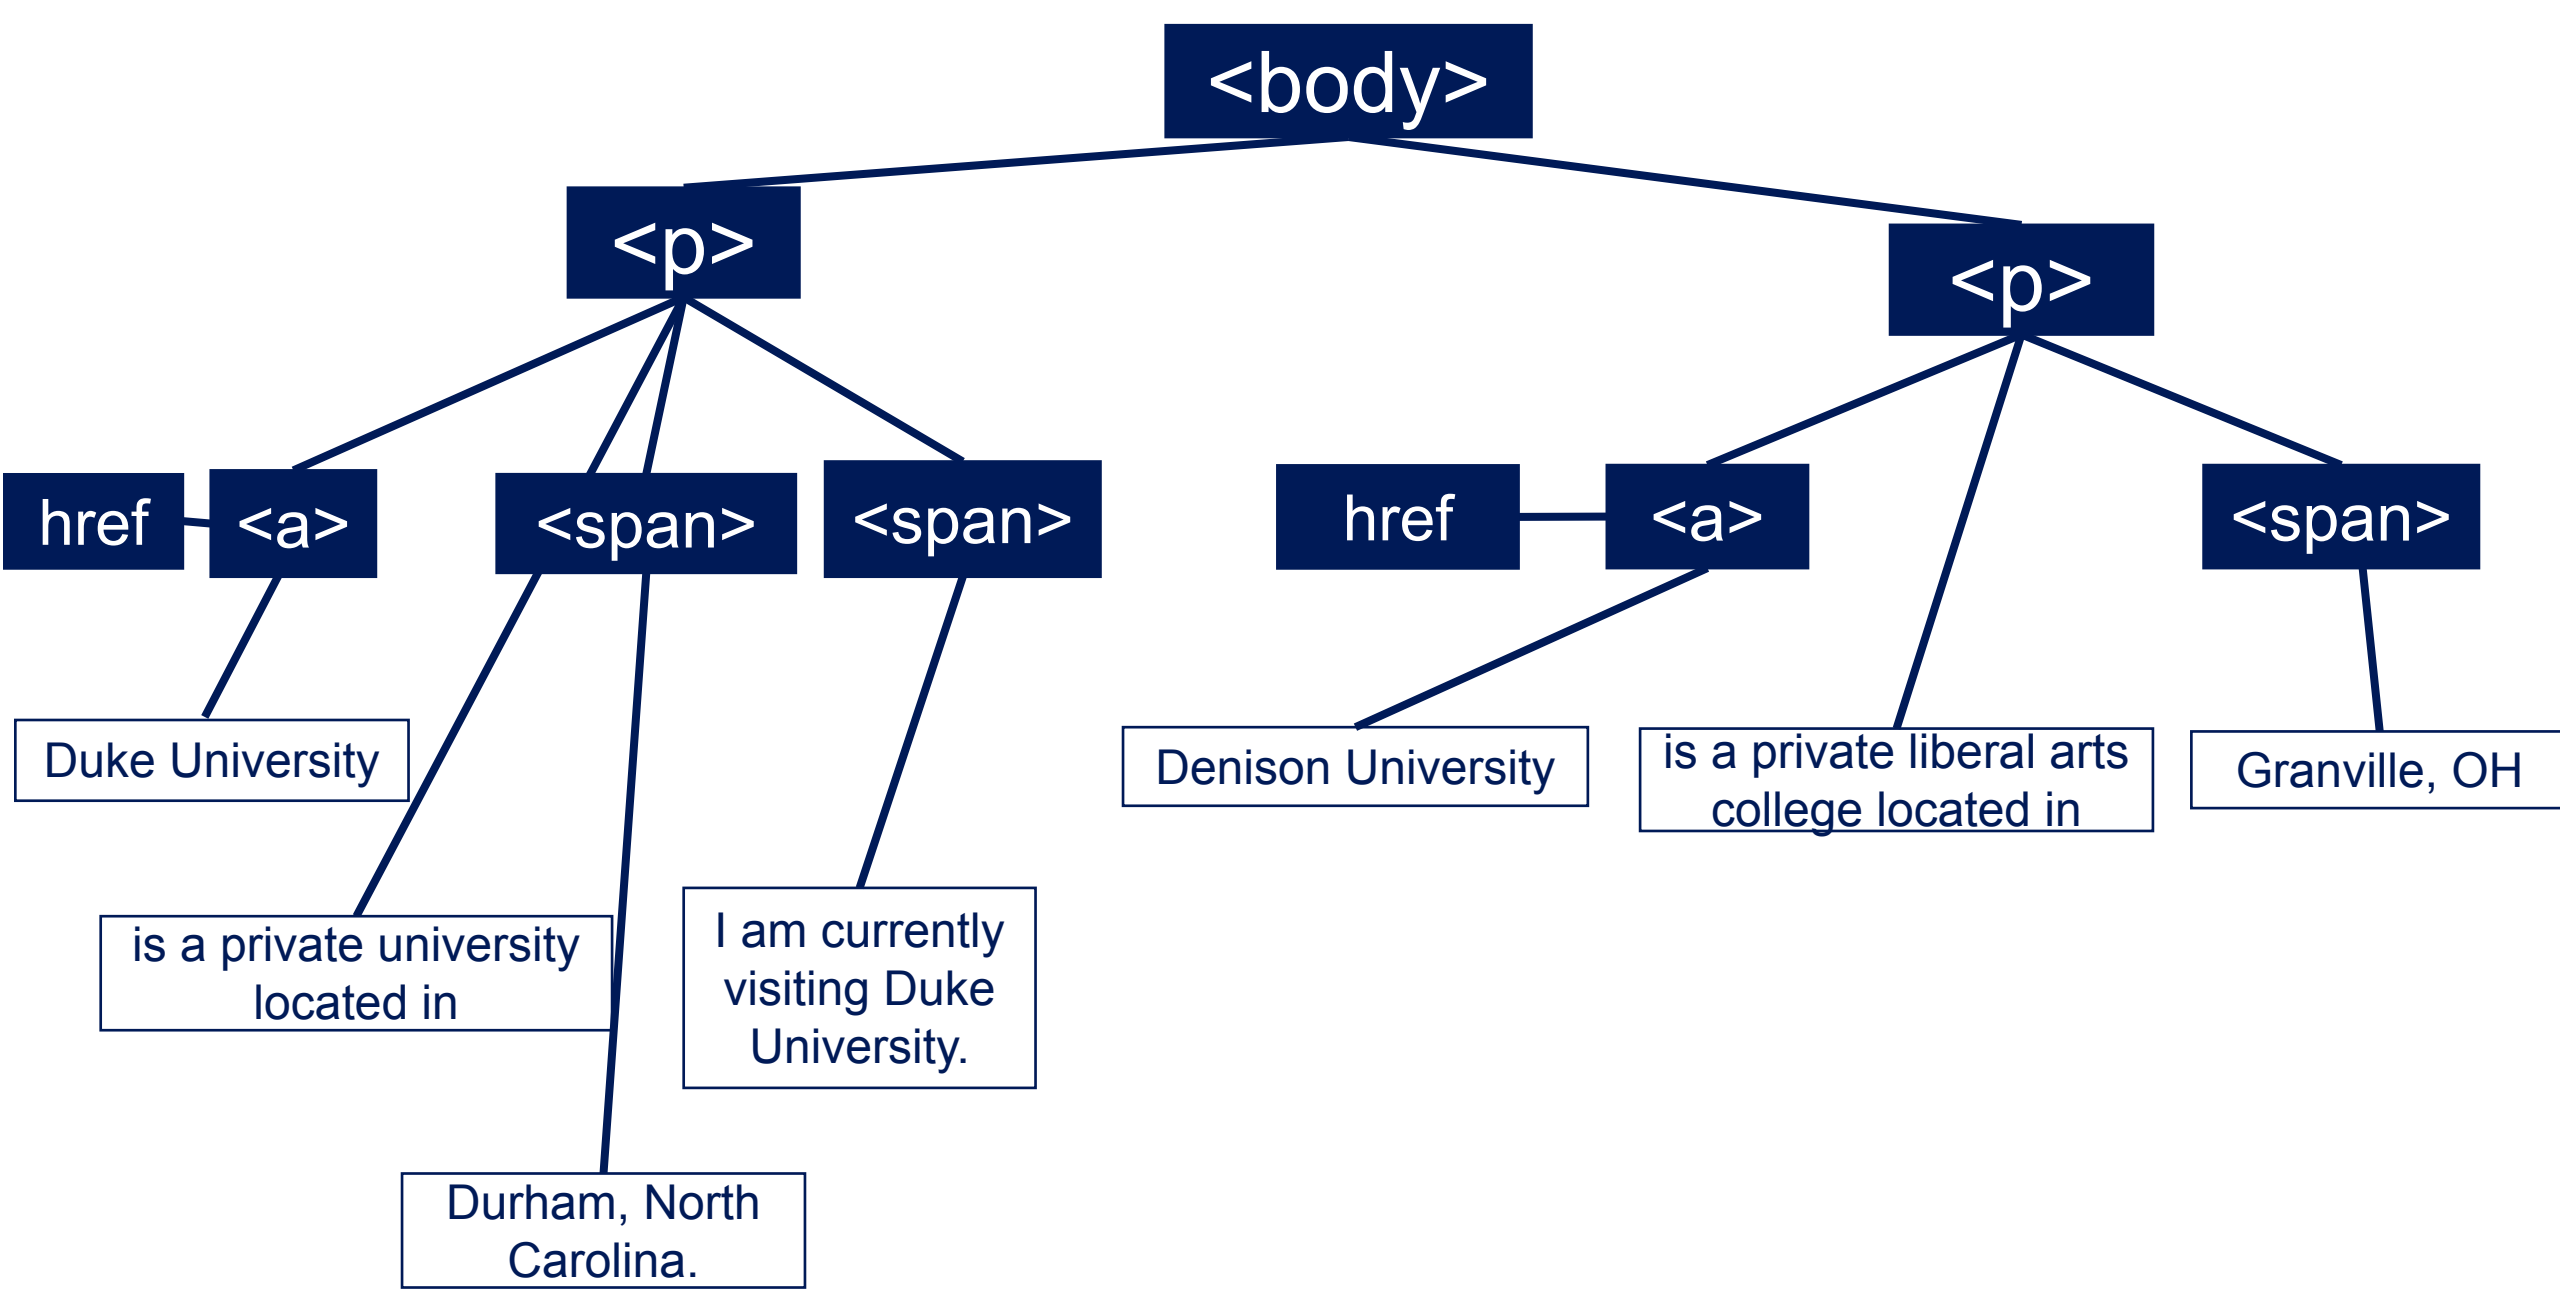 <body>
<p>
<p>
href
<a>
<span>
<span>
href
<a>
<span>
Duke University
Denison University
is a private liberal arts
college located in
Granville, OH
is a private university
located in
I am currently
visiting Duke
University.
Durham, North
Carolina.